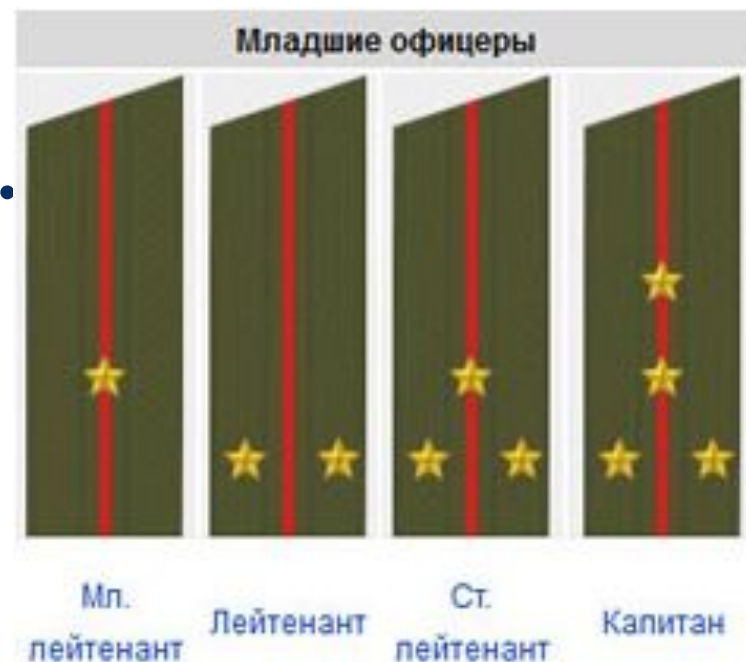 Младшие офицеры
Мл. лейтенант
Лейтенант
Ст. лейтенант
Капитан